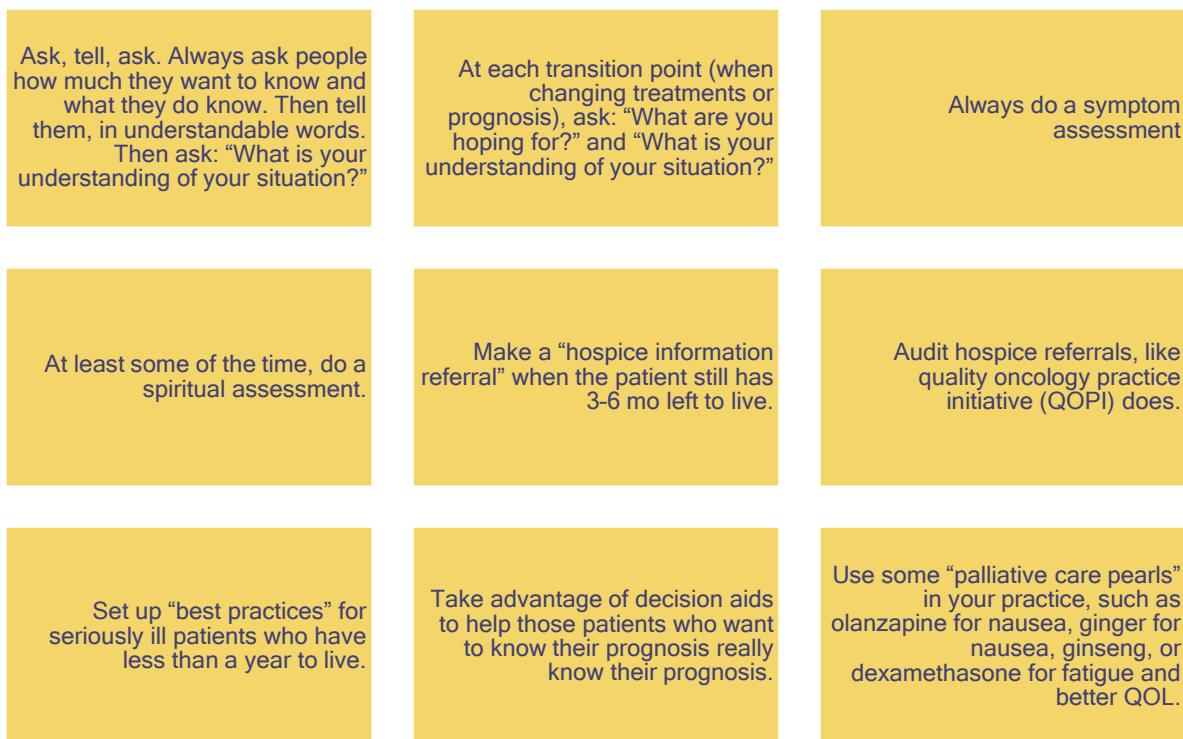 Ask, tell, ask. Always ask people
how much they want to know and
what they do know. Then tell
them, in understandable words.
Then ask: “What is your
understanding of your situation?”
At each transition point (when
changing treatments or
prognosis), ask: “What are you
hoping for?” and “What is your
understanding of your situation?”
Always do a symptom
assessment
At least some of the time, do a
spiritual assessment.
Make a “hospice information
referral” when the patient still has
3-6 mo left to live.
Audit hospice referrals, like
quality oncology practice
initiative (QOPI) does.
Set up “best practices” for
seriously ill patients who have
less than a year to live.
Take advantage of decision aids
to help those patients who want
to know their prognosis really
know their prognosis.
Use some “palliative care pearls”
in your practice, such as
olanzapine for nausea, ginger for
nausea, ginseng, or
dexamethasone for fatigue and
better QOL.